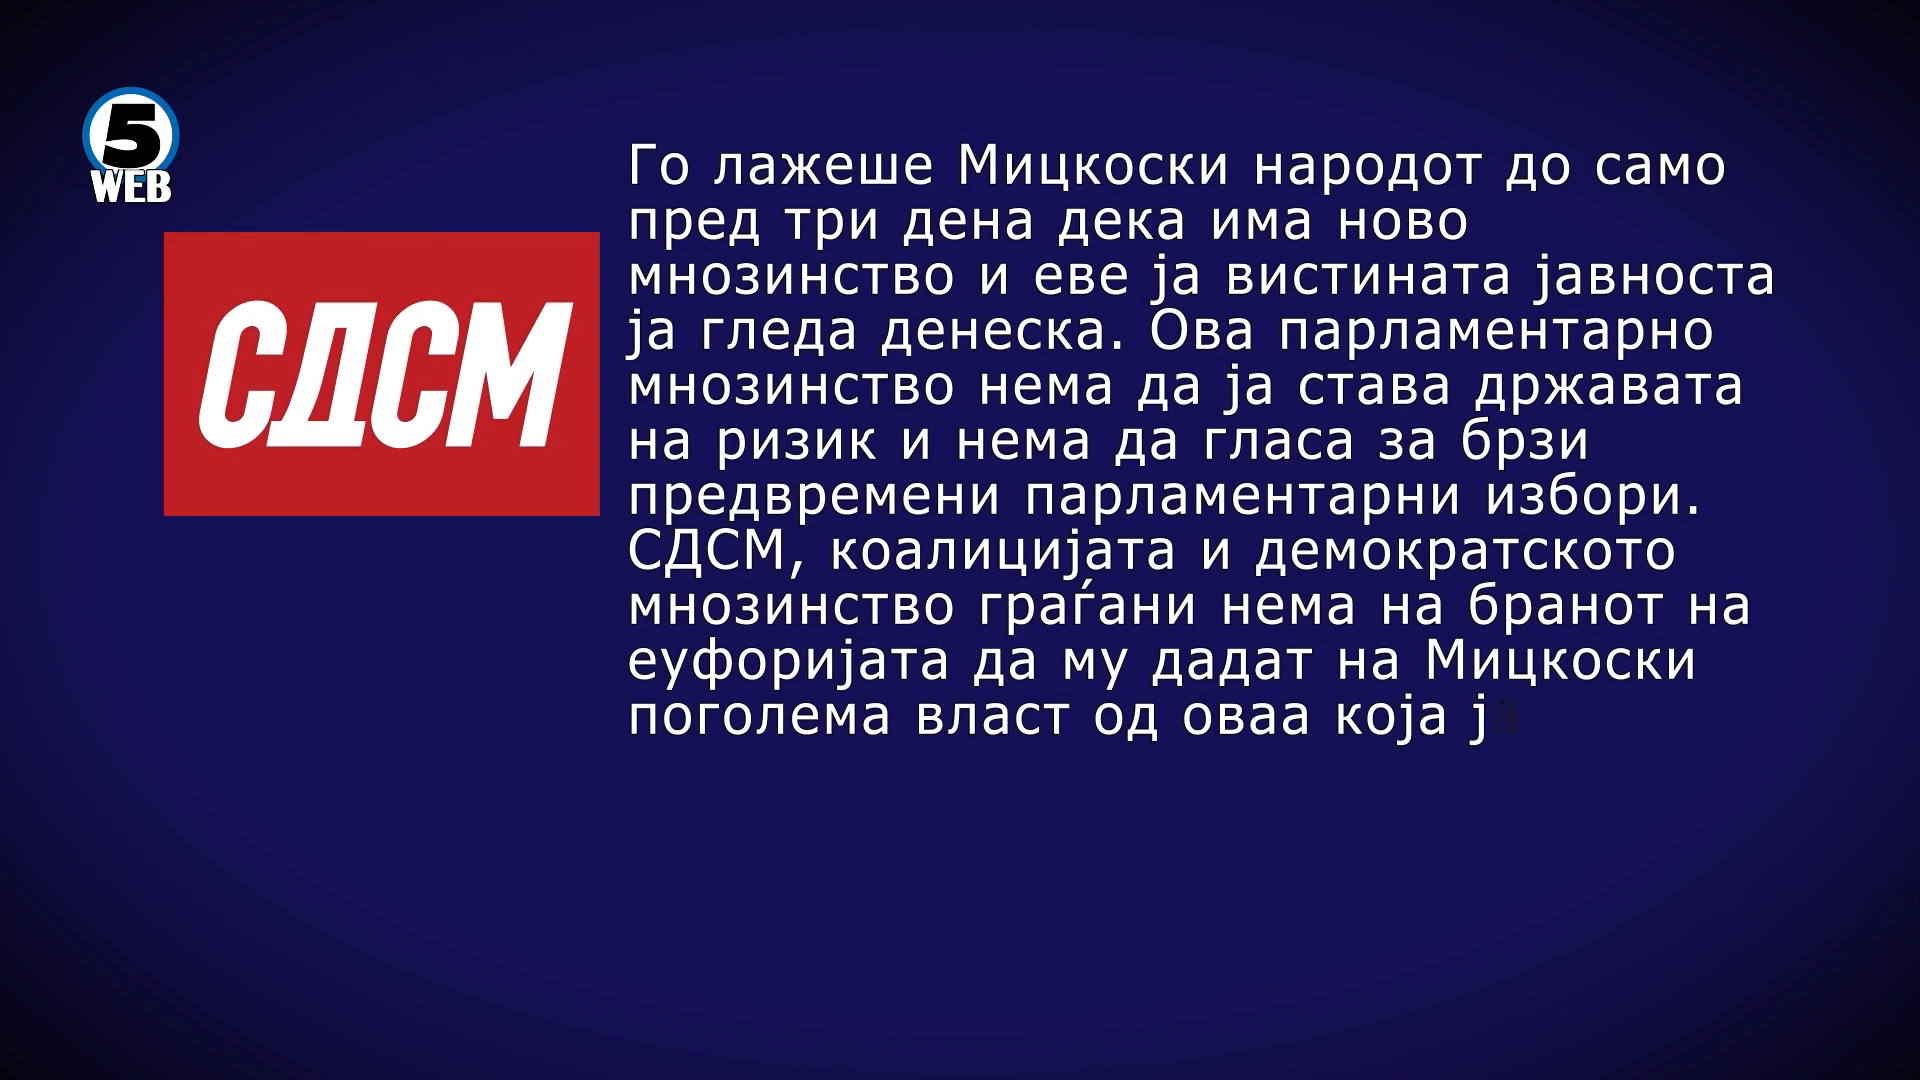 5
WEB
СДСМ
Го лажеше Мицкоски народот до само
пред три дена дека има ново
мнозинство и еве ја вистината јавноста
ја гледа денеска. Ова парламентарно
мнозинство нема да ја става државата
на ризик и нема да гласа за брзи
предвремени парламентарни избори.
СДСМ, коалицијата и демократското
мнозинство граѓани нема на бранот на
еуфоријата да му дадат на Мицкоски
поголема власт од оваа која ја